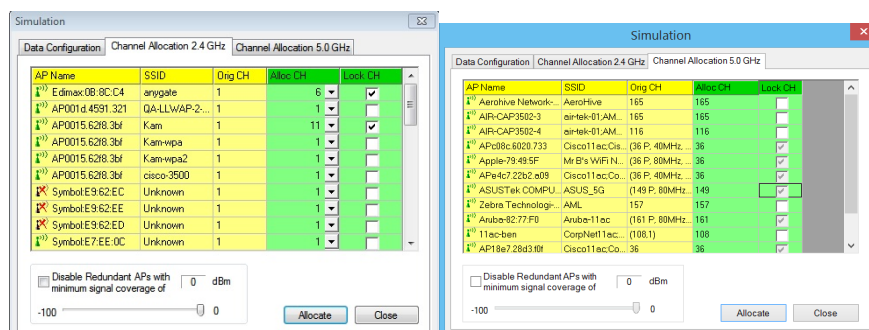 Simulation
Data Configuration Channel Allocation 2.4 GHz Channel Allocation 5.0 GHz
AP Name SSID Orig CH Alloc CH Lock CH
Edimax:0B:8C:C4 anygate 1 6
AP001d.4591.321 QA-LLWAP-2-... 1 1
AP0015.62f8.3bf Kam 1 11
AP0015.62f8.3bf Kam-wpa 1 1
AP0015.62f8.3bf Kam-wpa2 1 1
AP0015.62f8.3bf cisco-3500 1 1
Symbol:E9:62:EC Unknown 1 1
Symbol:E9:62:EE Unknown 1 1
Symbol:E9:62:ED Unknown 1 1
Symbol:E7:EE:0C Unknown 1 1
Disable Redundant APs with
minimum signal coverage of 0 dBm
-100 0
Allocate Close
Simulation
Data Configuration Channel Allocation 2.4 GHz Channel Allocation 5.0 GHz
AP Name SSID Orig CH Alloc CH Lock CH
Aerohive Network-... AeroHive 165 165
AIR-CAP3502-3 air-tek-01;AM... 165 165
AIR-CAP3502-4 air-tek-01;AM... 116 116
APc08c.6020.733 Cisco11ac;Cis... (36 P, 40MHz, ... 36
Apple-79:49:5F Mr B's WiFi N... (36 P, 80MHz, ... 36
APe4c7.22b2.a09 Cisco11ac;Co... (36 P, 80MHz, ... 36
ASUSTek COMPU... ASUS_5G (149 P, 80MHz... 149
Zebra Technologi-... AML 157 157
Aruba-82:77:F0 Aruba-11ac (161 P, 80MHz... 161
11ac-ben CorpNet11ac;... (108,1) 108
AP18e7.28d3.f0f Cisco11ac;Co... 36 36
Disable Redundant APs with
minimum signal coverage of 0 dBm
-100 0
Allocate Close